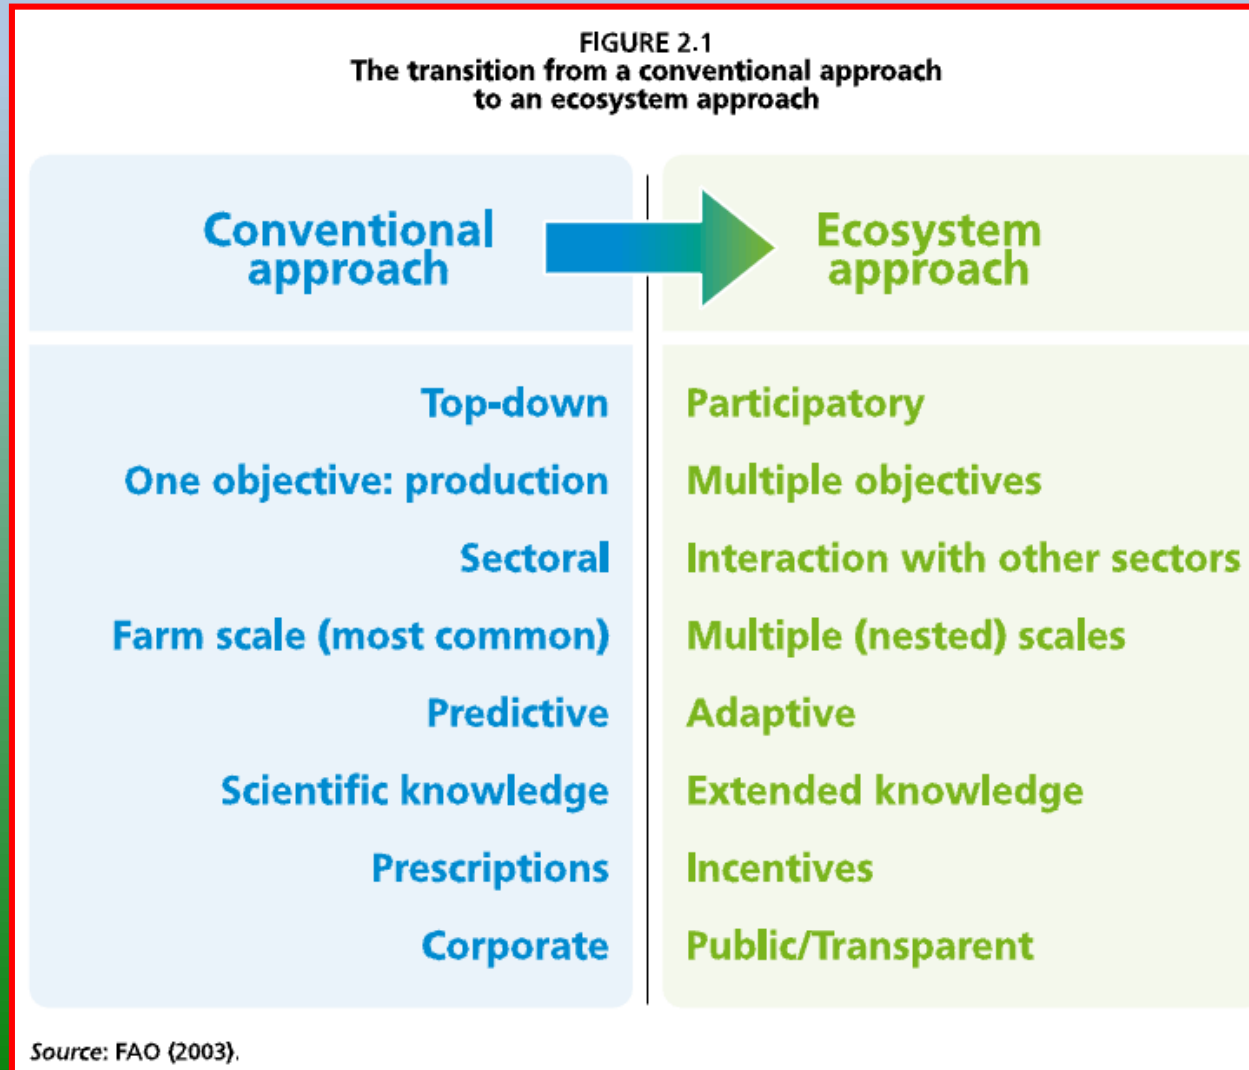 FIGURE 2.1
The transition from a conventional approach
to an ecosystem approach
Conventional
approach
Ecosystem
approach
Top-down
Participatory
One objective: production
Multiple objectives
Sectoral
Interaction with other sectors
Farm scale (most common)
Multiple (nested) scales
Predictive
Adaptive
Scientific knowledge
Extended knowledge
Prescriptions
Incentives
Corporate
Public/Transparent
Source: FAO (2003).